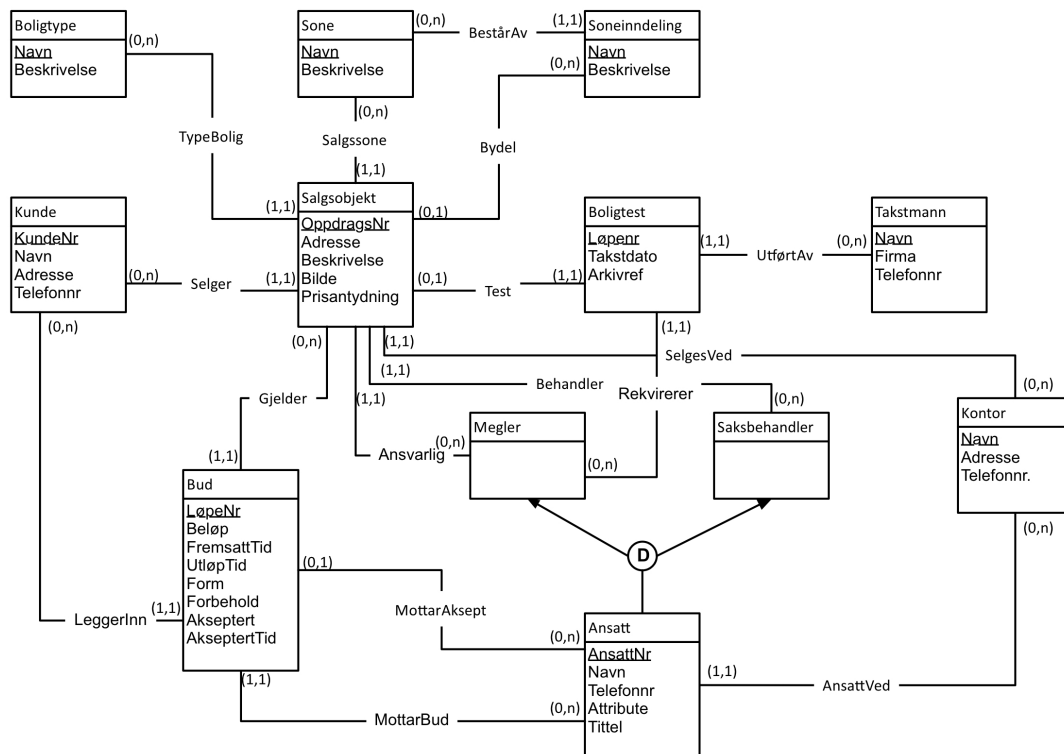 Boligtype
Navn
Beskrivelse
(0,n)
Sone
Navn
Beskrivelse
(0,n)
BestårAv
(1,1)
Soneinndeling
Navn
Beskrivelse
(0,n)
(0,n)
TypeBolig
Salgssone
Bydel
(1,1)
(1,1)
(0,1)
Kunde
KundeNr
Navn
Adresse
Telefonnr
(0,n)
Selger
(1,1)
(0,n)
Salgsobjekt
OppdragsNr
Adresse
Beskrivelse
Bilde
Prisantydning
(0,1)
Test
(1,1)
Boligtest
Løpenr
Takstdato
Arkivref
(1,1)
UtførtAv
(0,n)
Takstmann
Navn
Firma
Telefonnr
(1,1)
(0,n)
(1,1)
SelgesVed
(1,1)
Behandler
Rekvirerer
(0,n)
(1,1)
Gjelder
(0,n)
Kontor
Navn
Adresse
Telefonnr.
(0,n)
Megler
Saksbehandler
Ansvarlig
(0,n)
(0,n)
(1,1)
Bud
LøpeNr
Beløp
FremsattTid
UtløpTid
Form
Forbehold
Akseptert
AkseptertTid
(0,1)
D
MottarAksept
(0,n)
LeggerInn
(1,1)
Ansatt
AnsattNr
Navn
Telefonnr
Attribute
Tittel
(1,1)
AnsattVed
(1,1)
MottarBud
(0,n)